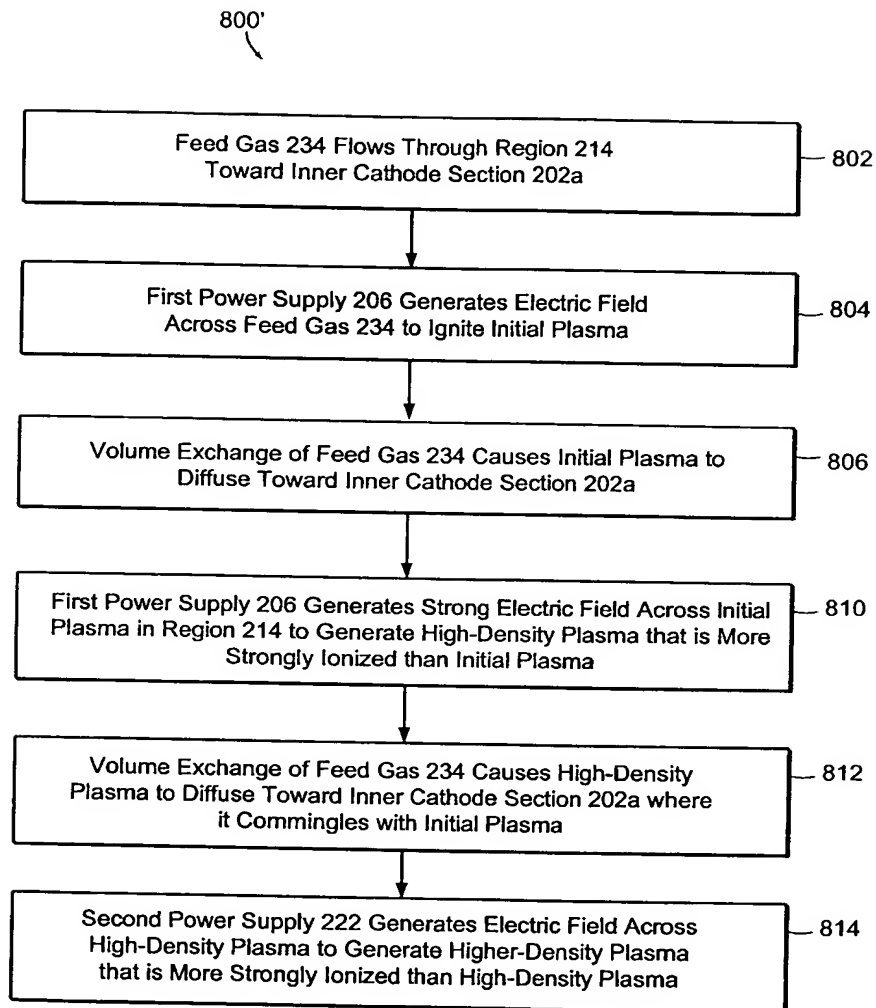 800'
Feed Gas 234 Flows Through Region 214
Toward Inner Cathode Section 202a
802
First Power Supply 206 Generates Electric Field
Across Feed Gas 234 to Ignite Initial Plasma
804
Volume Exchange of Feed Gas 234 Causes Initial Plasma to
Diffuse Toward Inner Cathode Section 202a
806
First Power Supply 206 Generates Strong Electric Field Across Initial
Plasma in Region 214 to Generate High-Density Plasma that is More
Strongly Ionized than Initial Plasma
810
Volume Exchange of Feed Gas 234 Causes High-Density
Plasma to Diffuse Toward Inner Cathode Section 202a where
it Commingles with Initial Plasma
812
Second Power Supply 222 Generates Electric Field Across
High-Density Plasma to Generate Higher-Density Plasma
that is More Strongly Ionized than High-Density Plasma
814